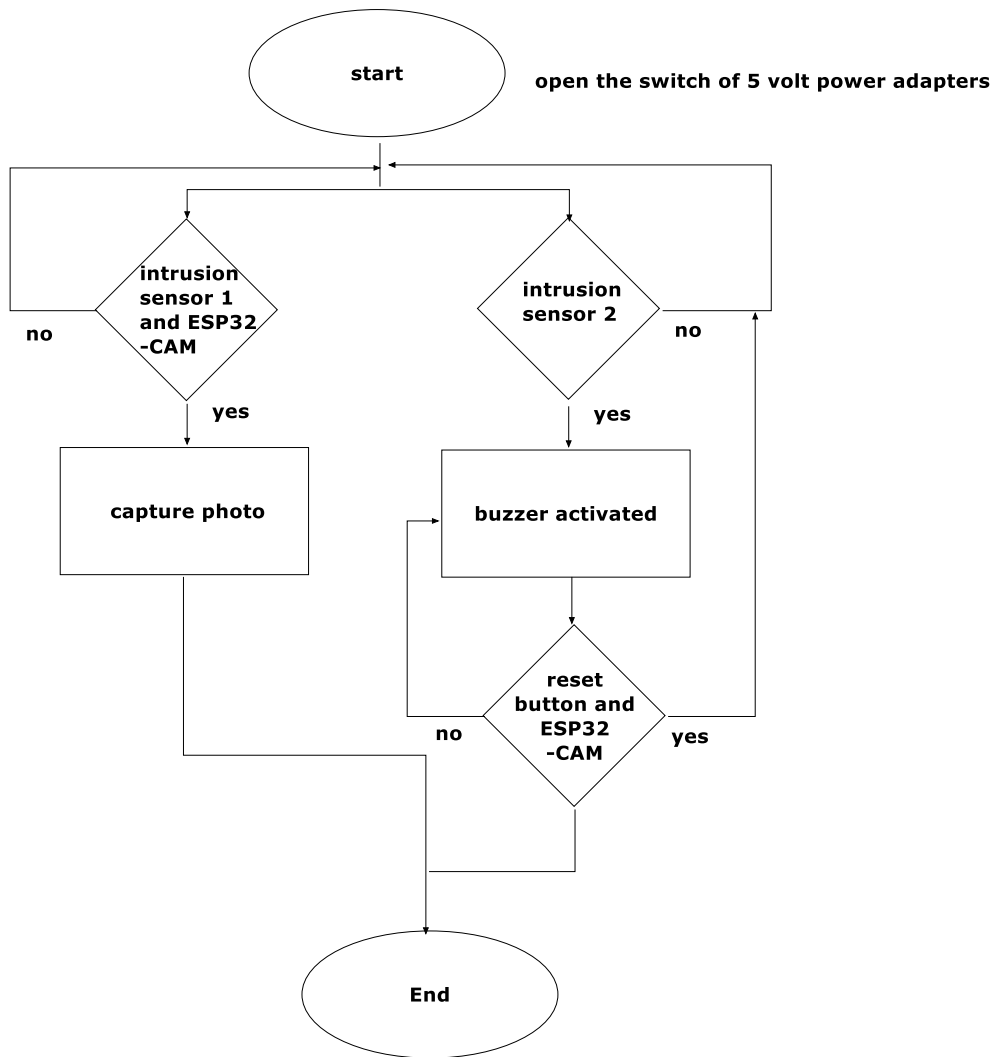 start
open the switch of 5 volt power adapters
intrusion
sensor 1
and ESP32
-CAM
no
yes
intrusion
sensor 2
no
yes
capture photo
buzzer activated
reset
button and
ESP32
-CAM
no
yes
End